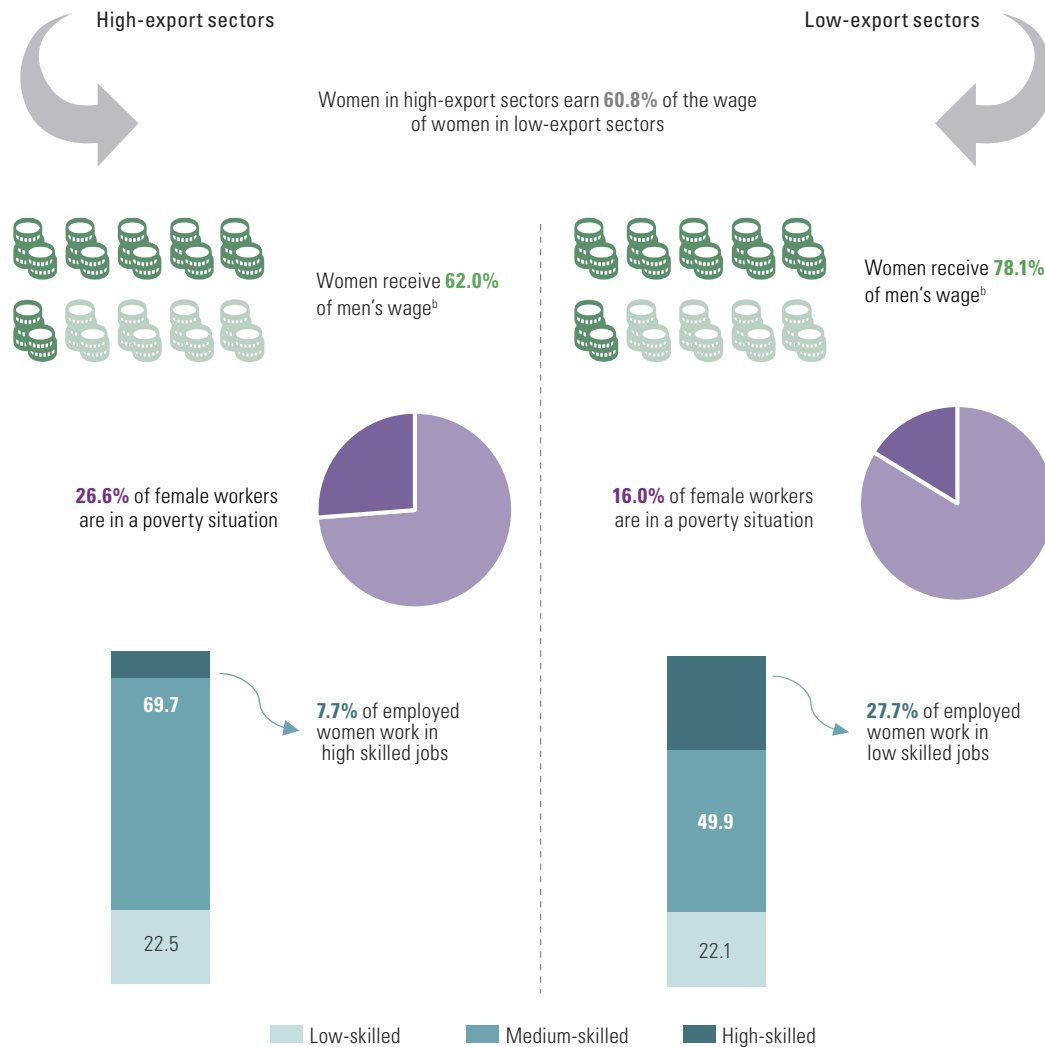 High-export sectors
Low-export sectors
Women in high-export sectors earn 60.8% of the wage
of women in low-export sectors
Women receive 62.0%
of men's wageᵇ
Women receive 78.1%
of men's wageᵇ
26.6% of female workers
are in a poverty situation
16.0% of female workers
are in a poverty situation
69.7
22.5
7.7% of employed
women work in
high skilled jobs
49.9
22.1
27.7% of employed
women work in
low skilled jobs
Low-skilled
Medium-skilled
High-skilled